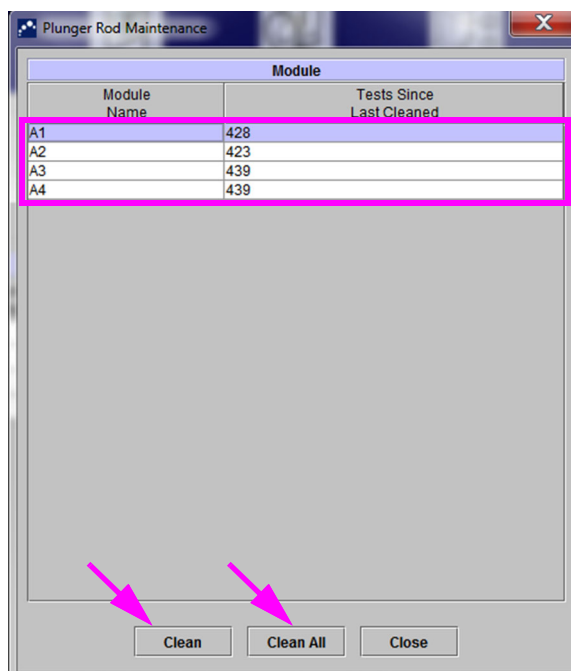 Plunger Rod Maintenance
Module
Module Name Tests Since Last Cleaned
A1 428
A2 423
A3 439
A4 439
Clean Clean All Close